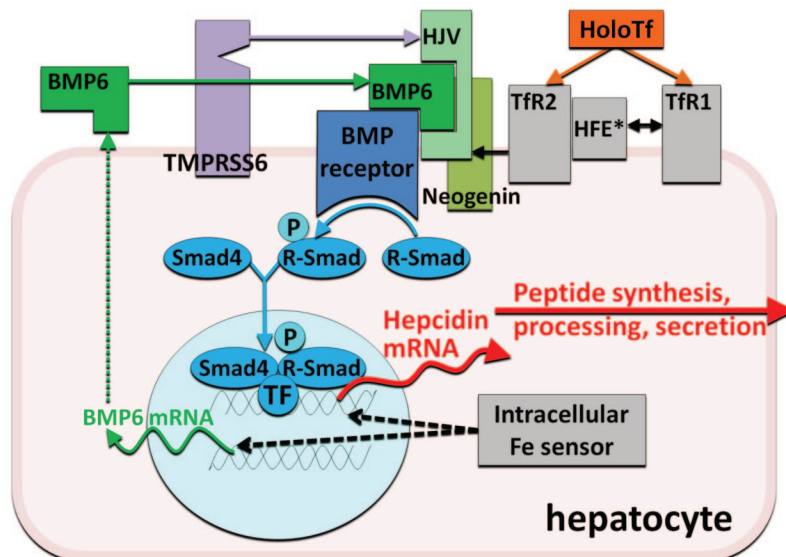 BMP6
TMPRSS6
HJV
BMP6
BMP
receptor
Neogenin
HoloTf
TfR2
HFE*
TfR1
P
Smad4
R-Smad
R-Smad
P
Smad4
R-Smad
TF
Hepcidin
mRNA
Peptide synthesis,
processing, secretion
BMP6 mRNA
Intracellular
Fe sensor
hepatocyte